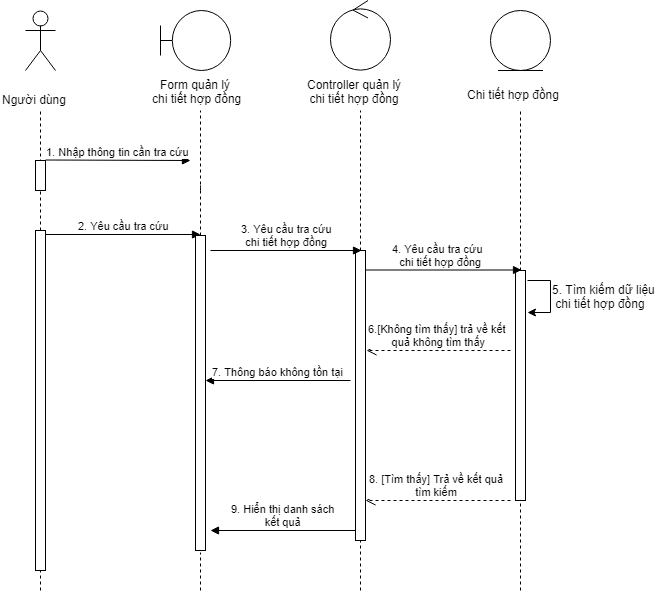 Người dùng
Form quản lý
chi tiết hợp đồng
Controller quản lý
chi tiết hợp đồng
Chi tiết hợp đồng
1. Nhập thông tin cần tra cứu
2. Yêu cầu tra cứu
3. Yêu cầu tra cứu
chi tiết hợp đồng
4. Yêu cầu tra cứu
chi tiết hợp đồng
5. Tìm kiếm dữ liệu
chi tiết hợp đồng
6.[Không tìm thấy] trả về kết
quả không tìm thấy
7. Thông báo không tồn tại
8. [Tìm thấy] Trả về kết quả
tìm kiếm
9. Hiển thị danh sách
kết quả